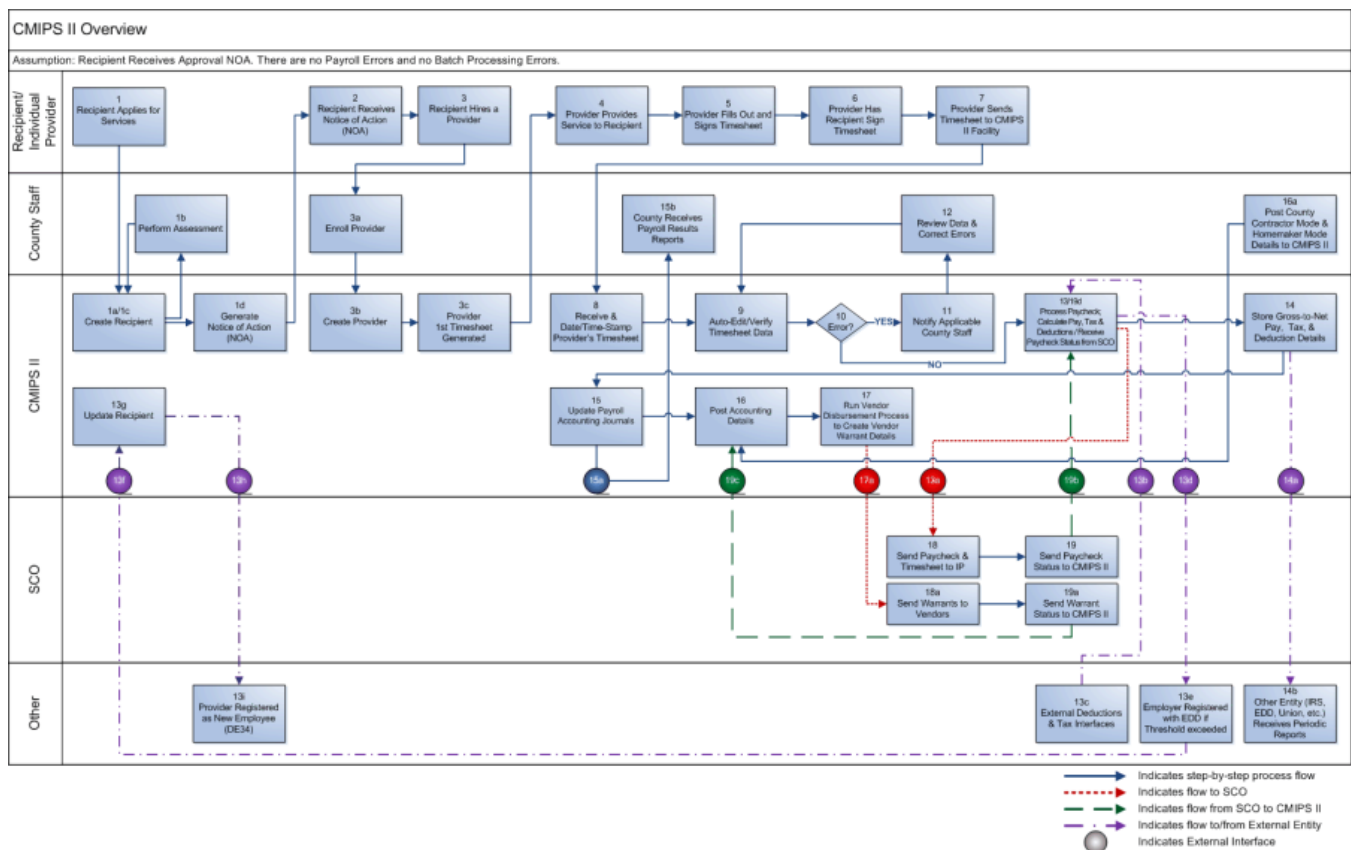 CMIPS II Overview
Assumption: Recipient Receives Approval NOA. There are no Payroll Errors and no Batch Processing Errors.
Recipient/
Individual
Provider
1
Recipient Applies for
Services
2
Recipient Receives
Notice of Action
(NOA)
3
Recipient Hires a
Provider
4
Provider Provides
Service to Recipient
5
Provider Fills Out and
Signs Timesheet
6
Provider Has
Recipient Sign
Timesheet
7
Provider Sends
Timesheet to CMIPS
II Facility
County Staff
1b
Perform Assessment
3a
Enroll Provider
15b
County Receives
Payroll Results
Reports
12
Review Data &
Correct Errors
16a
Post County
Contractor Mode &
Homemaker Mode
Details to CMIPS II
CMIPS II
1a/1c
Create Recipient
1d
Generate
Notice of Action
(NOA)
3b
Create Provider
3c
Provider
1st Timesheet
Generated
8
Receive &
Date/Time-Stamp
Provider's Timesheet
9
Auto-Edit/Verify
Timesheet Data
10
Error?
YES
NO
11
Notify Applicable
County Staff
13/19d
Process Paycheck;
Calculate Pay, Tax &
Deductions / Receive
Paycheck Status from SCO
14
Store Gross-to-Net
Pay, Tax, &
Deduction Details
13g
Update Recipient
15
Update Payroll
Accounting Journals
16
Post Accounting
Details
17
Run Vendor
Disbursement Process
to Create Vendor
Warrant Details
13f
13h
15a
19c
17a
13a
19b
13b
13d
14a
SCO
18
Send Paycheck &
Timesheet to IP
19
Send Paycheck
Status to CMIPS II
18a
Send Warrants to
Vendors
19a
Send Warrant
Status to CMIPS II
Other
13i
Provider Registered
as New Employee
(DE34)
13c
External Deductions
& Tax Interfaces
13e
Employer Registered
with EDD if
Threshold exceeded
14b
Other Entity (IRS,
EDD, Union, etc.)
Receives Periodic
Reports
Indicates step-by-step process flow
Indicates flow to SCO
Indicates flow from SCO to CMIPS II
Indicates flow to/from External Entity
Indicates External Interface